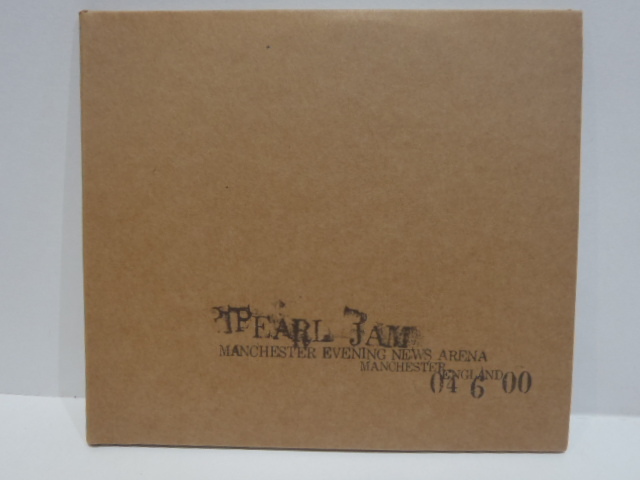 PEARL JAM
MANCHESTER EVENING NEWS ARENA
MANCHESTER, ENGLAND
04 6 00